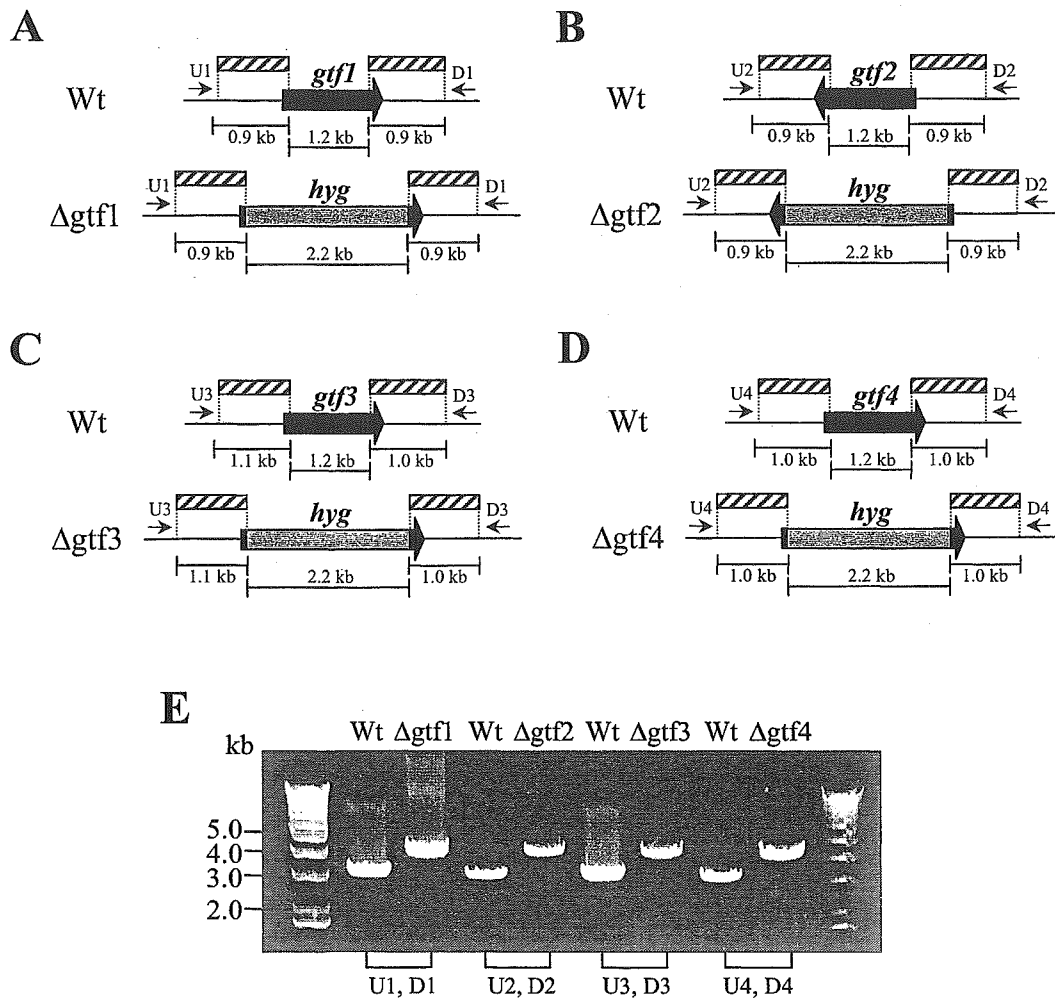 A
U1 gtf1 D1
Wt
0.9 kb 1.2 kb 0.9 kb
U1 hyg D1
Δgtf1
0.9 kb 2.2 kb 0.9 kb
B
U2 gtf2 D2
Wt
0.9 kb 1.2 kb 0.9 kb
U2 hyg D2
Δgtf2
0.9 kb 2.2 kb 0.9 kb
C
U3 gtf3 D3
Wt
1.1 kb 1.2 kb 1.0 kb
U3 hyg D3
Δgtf3
1.1 kb 2.2 kb 1.0 kb
D
U4 gtf4 D4
Wt
1.0 kb 1.2 kb 1.0 kb
U4 hyg D4
Δgtf4
1.0 kb 2.2 kb 1.0 kb
E
Wt Δgtf1 Wt Δgtf2 Wt Δgtf3 Wt Δgtf4
kb
5.0
4.0
3.0
2.0
U1, D1 U2, D2 U3, D3 U4, D4